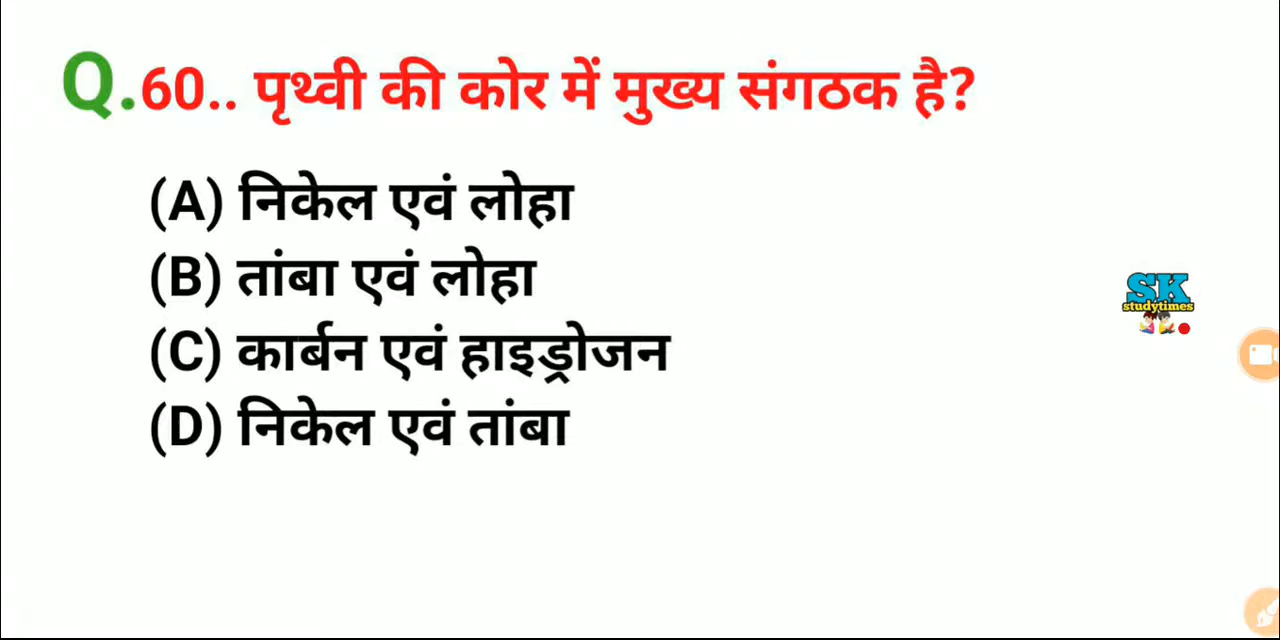 Q.60.. पृथ्वी की कोर में मुख्य संगठक है?
(A) निकेल एवं लोहा
(B) तांबा एवं लोहा
(C) कार्बन एवं हाइड्रोजन
(D) निकेल एवं तांबा
SK
studytimes